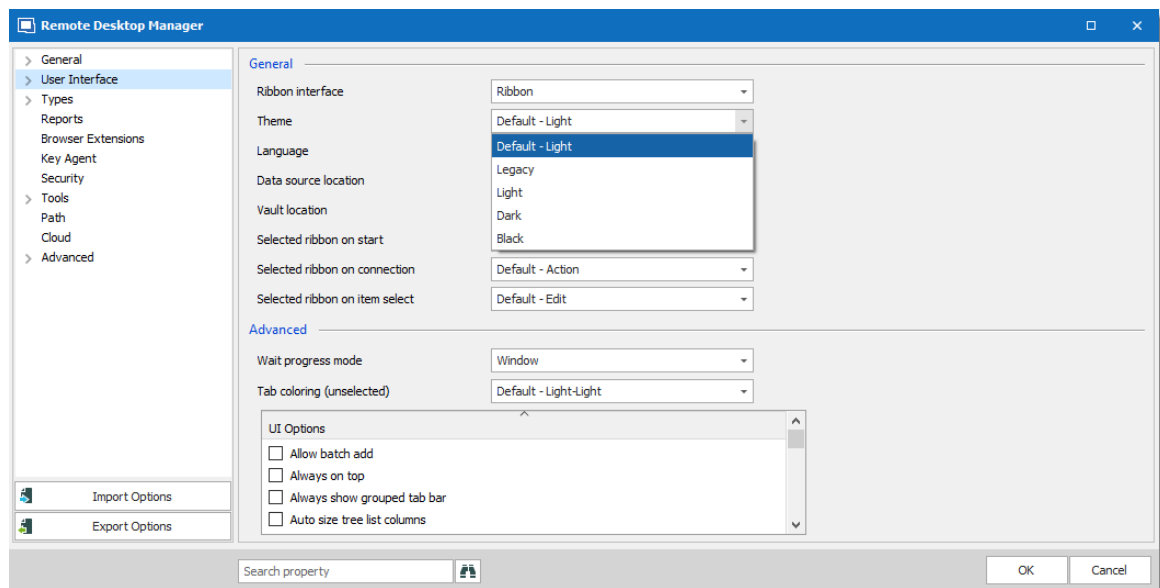 Remote Desktop Manager
General
User Interface
Types
Reports
Browser Extensions
Key Agent
Security
Tools
Path
Cloud
Advanced
Import Options
Export Options
General
Ribbon interface Ribbon
Theme Default - Light
Default - Light
Legacy
Light
Dark
Black
Language
Data source location
Vault location
Selected ribbon on start
Selected ribbon on connection Default - Action
Selected ribbon on item select Default - Edit
Advanced
Wait progress mode Window
Tab coloring (unselected) Default - Light-Light
UI Options
Allow batch add
Always on top
Always show grouped tab bar
Auto size tree list columns
Search property
OK Cancel